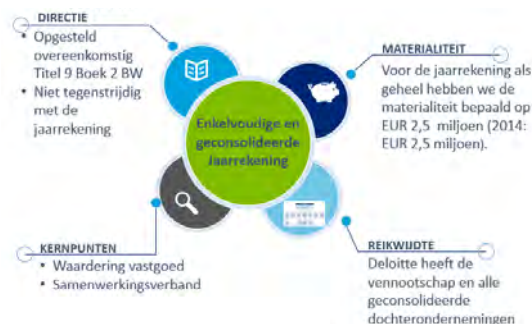 DIRECTIE
• Opgesteld
overeenkomstig
Titel 9 Boek 2 BW
• Niet tegenstrijdig
met de
jaarrekening
MATERIALITEIT
Voor de jaarrekening als
geheel hebben we de
materialiteit bepaald op
EUR 2,5 miljoen (2014:
EUR 2,5 miljoen).
Enkelvoudige en
geconsolideerde
Jaarrekening
KERNPUNTEN
• Waardering vastgoed
• Samenwerkingsverband
REIKWIJDTE
Deloitte heeft de
vennootschap en alle
geconsolideerde
dochterondernemingen